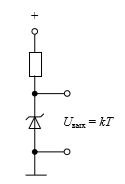 +
Uвых = kT